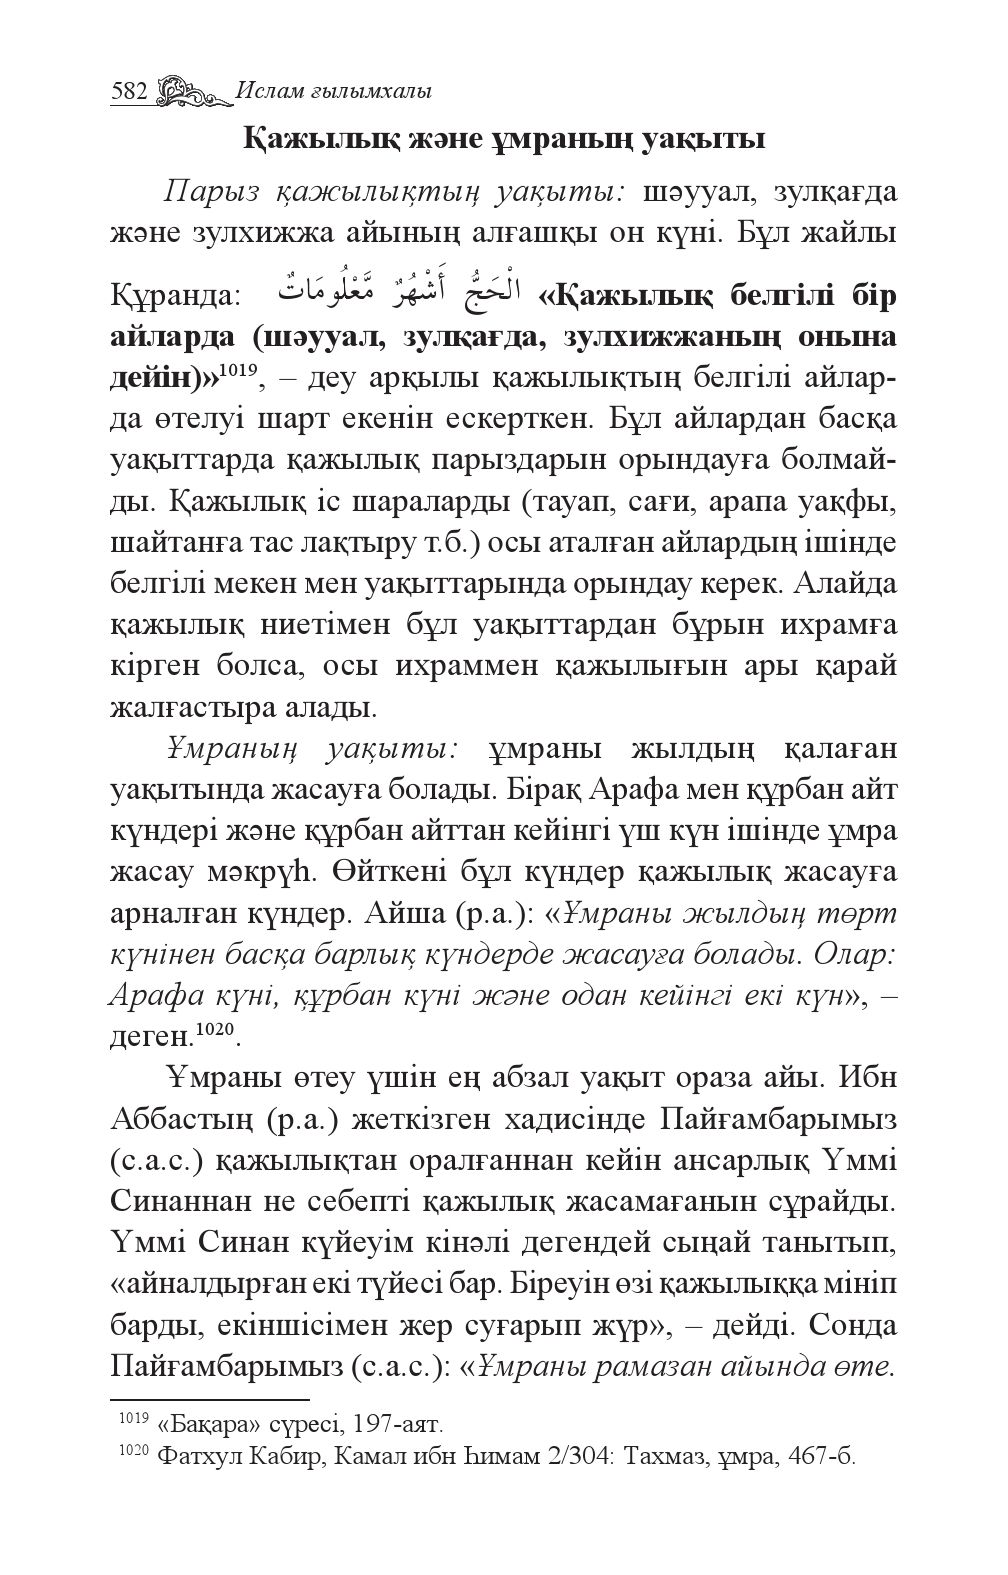 582 Ислам ғылымхалы
Қажылық және ұмраның уақыты
Парыз қажылықтың уақыты: шәууал, зулқағда
және зулхижжа айының алғашқы он күні. Бұл жайлы
Құранда: الْحَجُّ أَشْهُرٌ مَّعْلُومَاتٌ «Қажылық белгілі бір
айларда (шәууал, зулқағда, зулхижжаның онына
дейін)»1019, – деу арқылы қажылықтың белгілі айлар-
да өтелуі шарт екенін ескерткен. Бұл айлардан басқа
уақыттарда қажылық парыздарын орындауға болмай-
ды. Қажылық іс шараларды (тауап, сағи, арапа уақфы,
шайтанға тас лақтыру т.б.) осы аталған айлардың ішінде
белгілі мекен мен уақыттарында орындау керек. Алайда
қажылық ниетімен бұл уақыттардан бұрын ихрамға
кірген болса, осы ихраммен қажылығын ары қарай
жалғастыра алады.
Ұмраның уақыты: ұмраны жылдың қалаған
уақытында жасауға болады. Бірақ Арафа мен құрбан айт
күндері және құрбан айттан кейінгі үш күн ішінде ұмра
жасау мәкрүһ. Өйткені бұл күндер қажылық жасауға
арналған күндер. Айша (р.а.): «Ұмраны жылдың төрт
күнінен басқа барлық күндерде жасауға болады. Олар:
Арафа күні, құрбан күні және одан кейінгі екі күн», –
деген.1020.
Ұмраны өтеу үшін ең абзал уақыт ораза айы. Ибн
Аббастың (р.а.) жеткізген хадисінде Пайғамбарымыз
(с.а.с.) қажылықтан оралғаннан кейін ансарлық Үммі
Синаннан не себепті қажылық жасамағанын сұрайды.
Үммі Синан күйеуім кінәлі дегендей сыңай танытып,
«айналдырған екі түйесі бар. Біреуін өзі қажылыққа мініп
барды, екіншісімен жер суғарып жүр», – дейді. Сонда
Пайғамбарымыз (с.а.с.): «Ұмраны рамазан айында өте.
1019 «Бақара» сүресі, 197-аят.
1020 Фатхул Кабир, Камал ибн Һимам 2/304: Тахмаз, ұмра, 467-б.